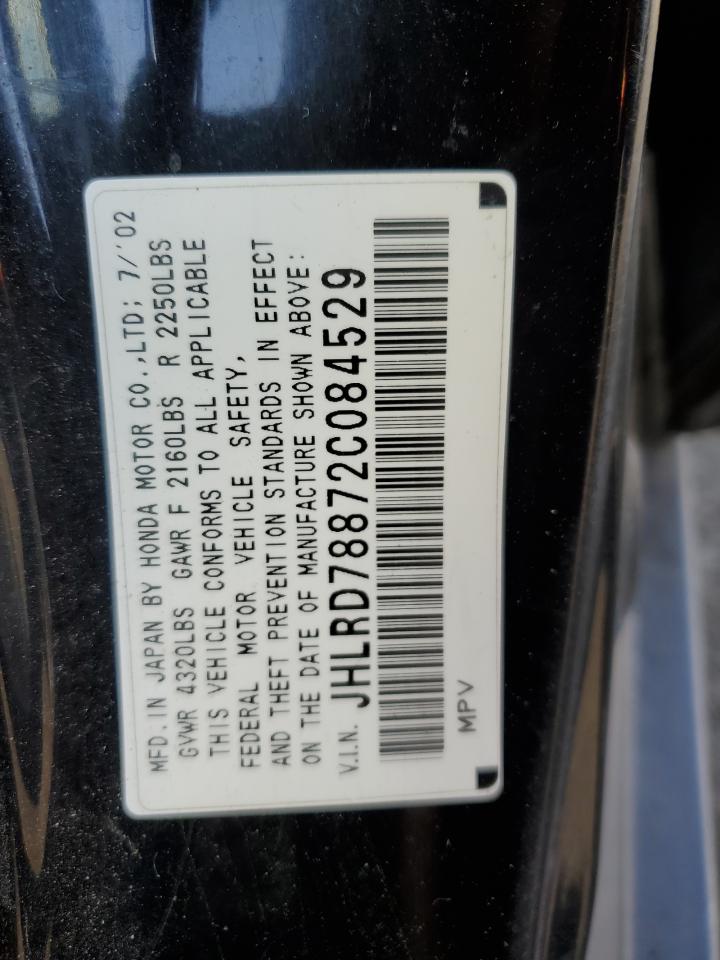 MFD. IN JAPAN BY HONDA MOTOR CO.,LTD; 7/'02
GVWR 4320LBS GAWR F 2160LBS R 2250LBS
THIS VEHICLE CONFORMS TO ALL APPLICABLE
FEDERAL MOTOR VEHICLE SAFETY,
AND THEFT PREVENTION STANDARDS IN EFFECT
ON THE DATE OF MANUFACTURE SHOWN ABOVE:
V.I.N. JHLRD78872C084529
MPV